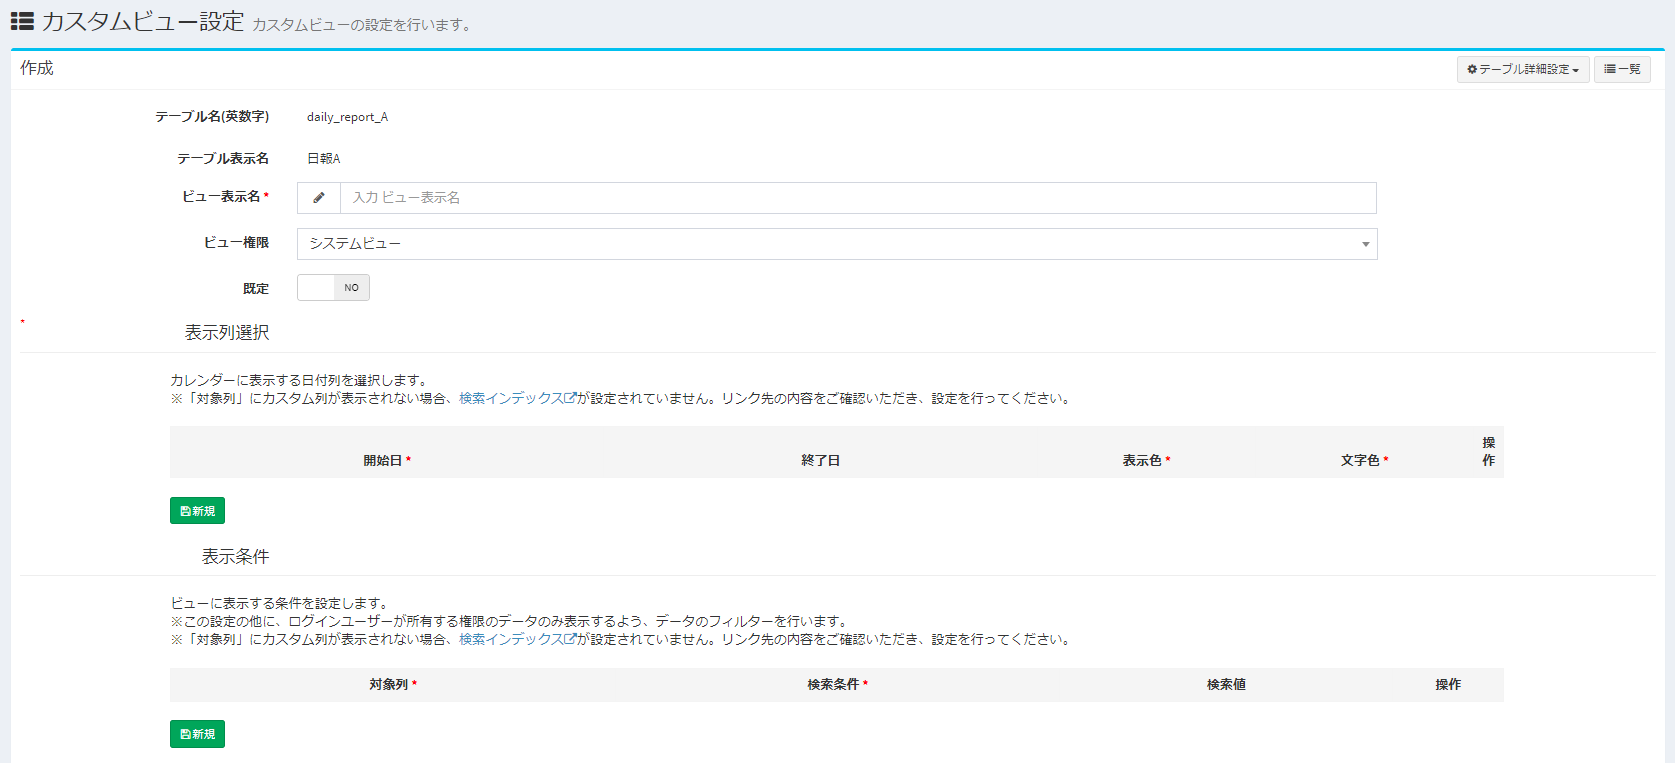 カスタムビュー設定 カスタムビューの設定を行います。
作成
テーブル詳細設定 一覧
テーブル名(英数字) daily_report_A
テーブル表示名 日報A
ビュー表示名* 入力 ビュー表示名
ビュー権限 システムビュー
既定 NO
* 表示列選択
カレンダーに表示する日付列を選択します。
※「対象列」にカスタム列が表示されない場合、検索インデックスが設定されていません。リンク先の内容をご確認いただき、設定を行ってください。
開始日* 終了日 表示色* 文字色* 操作
新規
表示条件
ビューに表示する条件を設定します。
※この設定の他に、ログインユーザーが所有する権限のデータのみ表示するよう、データのフィルターを行います。
※「対象列」にカスタム列が表示されない場合、検索インデックスが設定されていません。リンク先の内容をご確認いただき、設定を行ってください。
対象列* 検索条件* 検索値 操作
新規